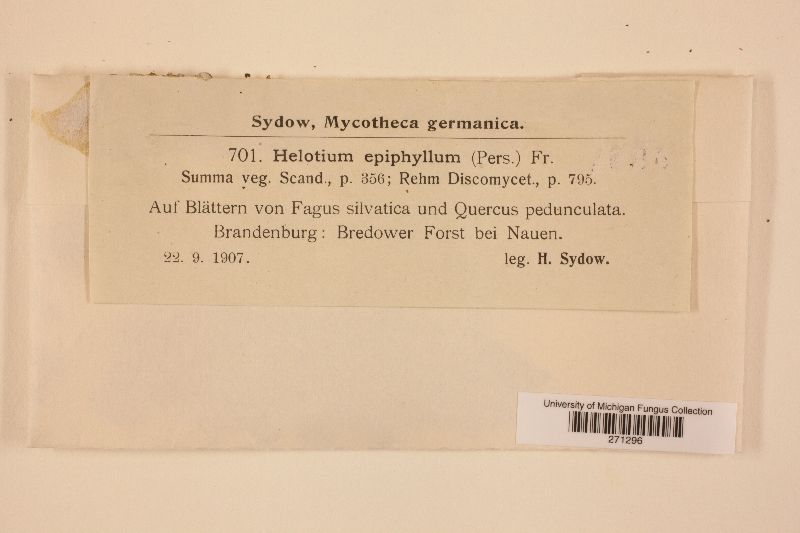 Sydow, Mycotheca germanica.
701. Helotium epiphyllum (Pers.) Fr.
Summa veg. Scand., p. 356; Rehm Discomycet., p. 795.
Auf Blättern von Fagus silvatica und Quercus pedunculata.
Brandenburg: Bredower Forst bei Nauen.
22. 9. 1907. leg. H. Sydow.
University of Michigan Fungus Collection
271296